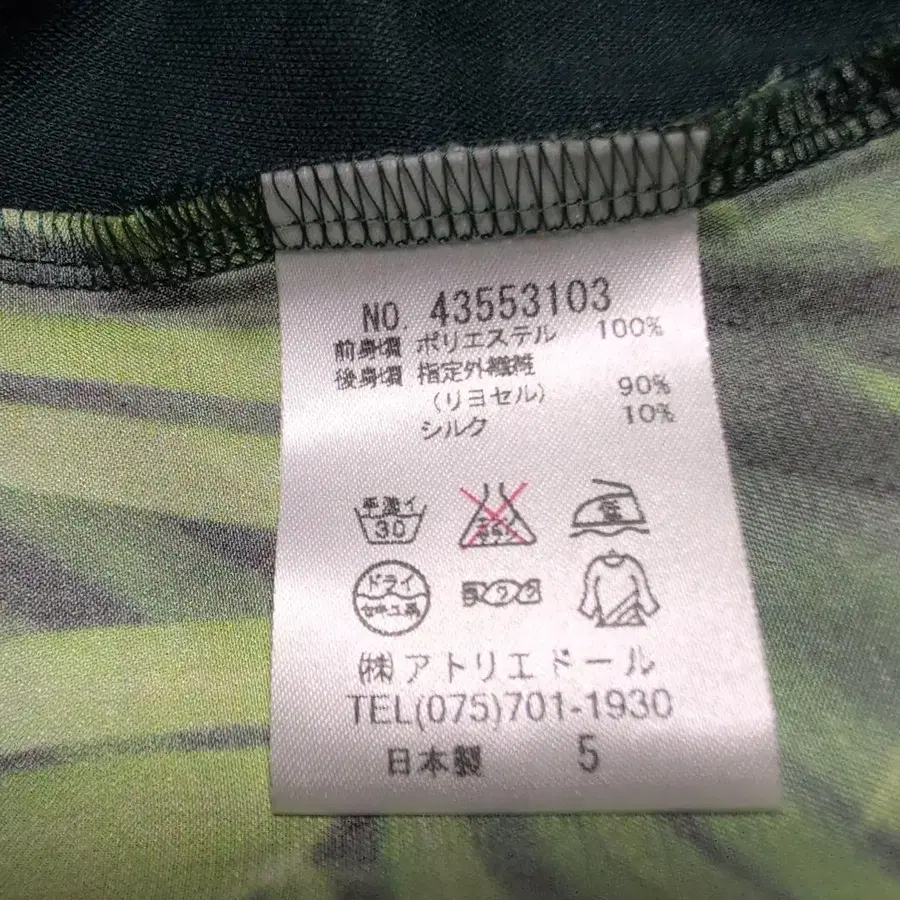 NO. 43553103
前身頃 ポリエステル 100%
後身頃 指定外繊維
(リヨセル) 90%
シルク 10%
手洗イ
30
ドライ
(株)アトリエドール
TEL(075)701-1930
日本製 5